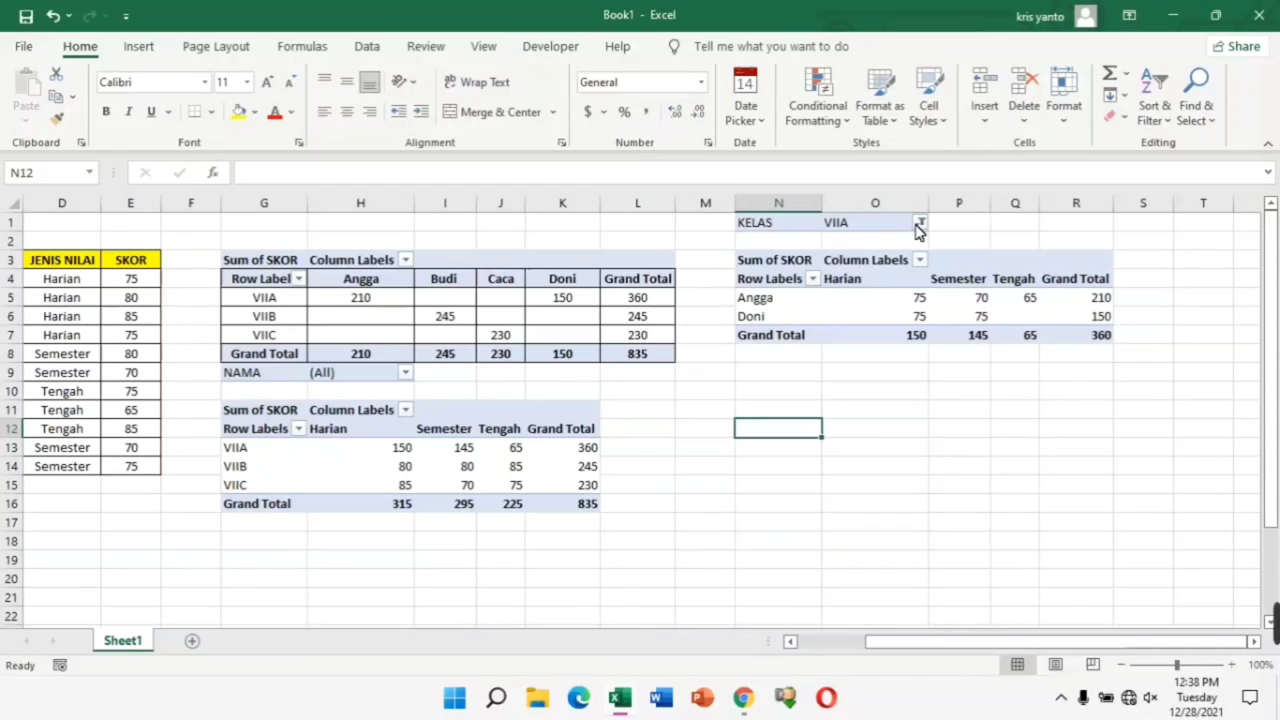 Book1 - Excel
kris yanto
File Home Insert Page Layout Formulas Data Review View Developer Help Tell me what you want to do Share
Paste
Clipboard
Calibri 11
B I U
Font
Wrap Text
Merge & Center
Alignment
General
$ % ,
Number
Date Picker
Date
Conditional Formatting
Format as Table
Cell Styles
Styles
Insert Delete Format
Cells
Sort & Filter
Find & Select
Editing
N12
D E F G H I J K L M N O P Q R S T
1 KELAS VIIA
2
3 JENIS NILAI SKOR Sum of SKOR Column Labels Sum of SKOR Column Labels
4 Harian 75 Row Label Angga Budi Caca Doni Grand Total Row Labels Harian Semester Tengah Grand Total
5 Harian 80 VIIA 210 150 360 Angga 75 70 65 210
6 Harian 85 VIIB 245 245 Doni 75 75 150
7 Harian 75 VIIC 230 230 Grand Total 150 145 65 360
8 Semester 80 Grand Total 210 245 230 150 835
9 Semester 70 NAMA (All)
10 Tengah 75
11 Tengah 65 Sum of SKOR Column Labels
12 Tengah 85 Row Labels Harian Semester Tengah Grand Total
13 Semester 70 VIIA 150 145 65 360
14 Semester 75 VIIB 80 80 85 245
15 VIIC 85 70 75 230
16 Grand Total 315 295 225 835
17
18
19
20
21
22
Sheet1
Ready
100%
12:38 PM
Tuesday
12/28/2021